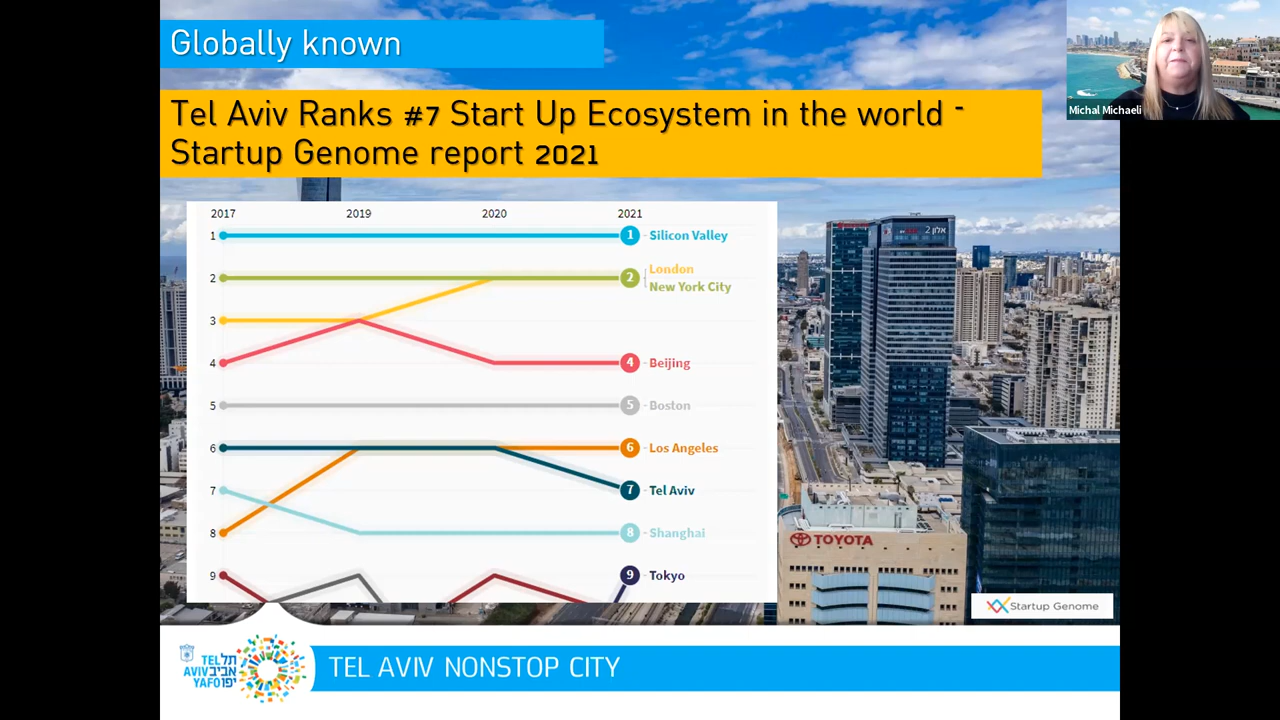 Globally known
Michal Michaeli
Tel Aviv Ranks #7 Start Up Ecosystem in the world -
Startup Genome report 2021
2017 2019 2020 2021
1 1 Silicon Valley
2 2 London
New York City
3
4 4 Beijing
5 5 Boston
6 6 Los Angeles
7 7 Tel Aviv
8 8 Shanghai
9 9 Tokyo
אלון 2
TOYOTA
Startup Genome
TEL תל
AVIV אביב
YAFO יפו
TEL AVIV NONSTOP CITY